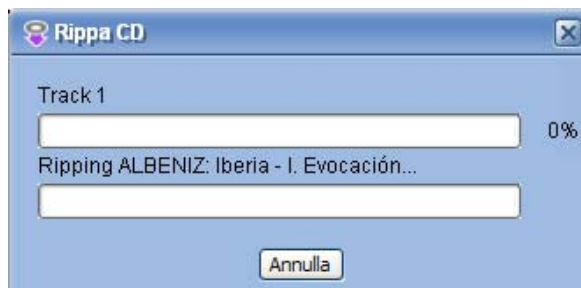 Rippa CD
Track 1
0%
Ripping ALBENIZ: Iberia - I. Evocación...
Annulla